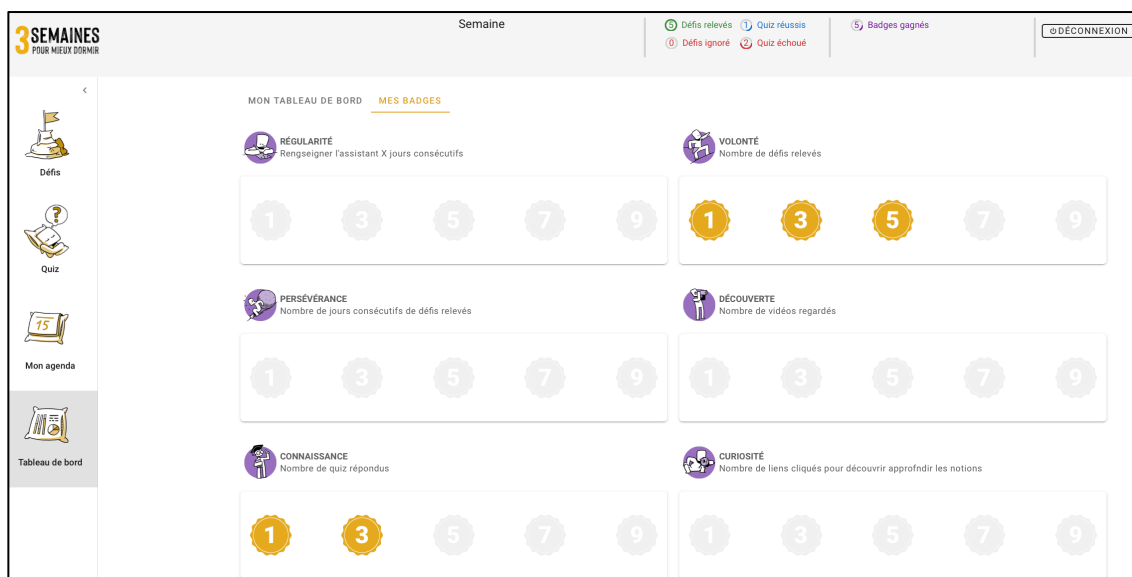 3 SEMAINES
POUR MIEUX DORMIR
Semaine
5 Défis relevés 1 Quiz réussis 5 Badges gagnés
0 Défis ignoré 2 Quiz échoué
DÉCONNEXION
MON TABLEAU DE BORD MES BADGES
Défis
?
Quiz
15
Mon agenda
Tableau de bord
RÉGULARITÉ
Rengseigner l'assistant X jours consécutifs
1 3 5 7 9
VOLONTÉ
Nombre de défis relevés
1 3 5 7 9
PERSÉVÉRANCE
Nombre de jours consécutifs de défis relevés
1 3 5 7 9
DÉCOUVERTE
Nombre de vidéos regardés
1 3 5 7 9
CONNAISSANCE
Nombre de quiz répondus
1 3 5 7 9
CURIOSITÉ
Nombre de liens cliqués pour découvrir approfndir les notions
1 3 5 7 9